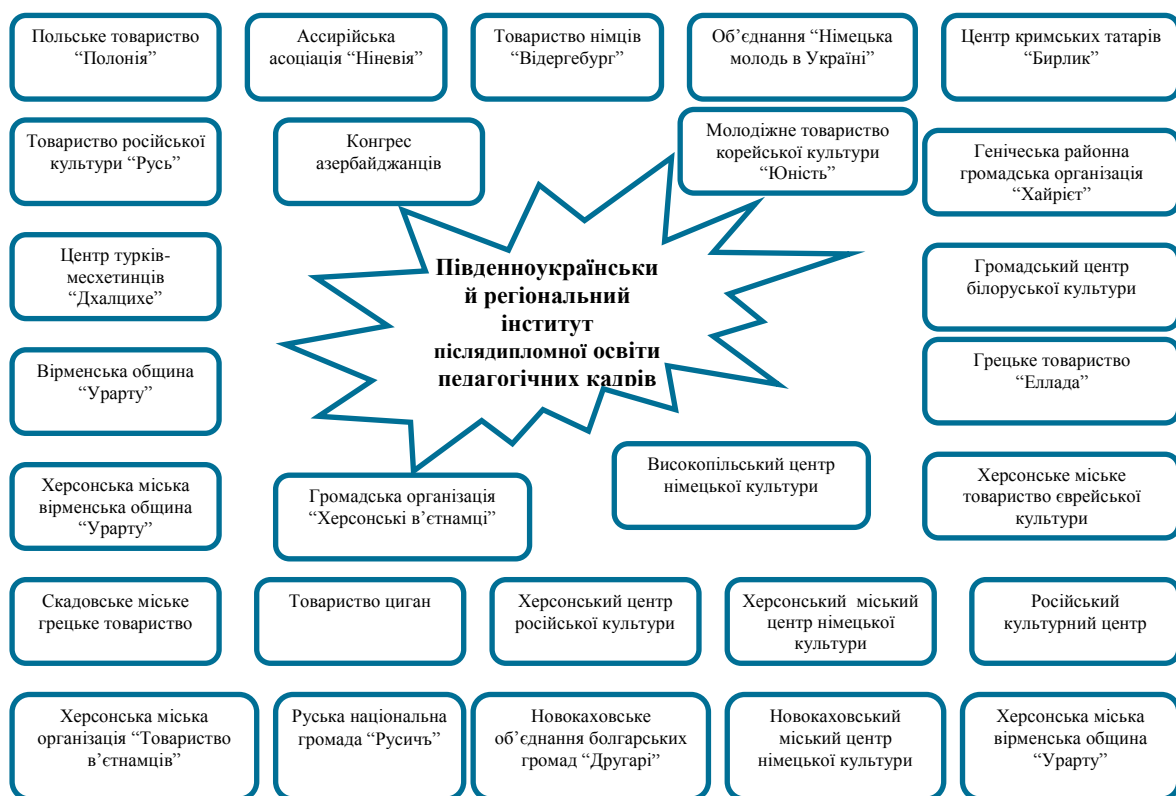 Польське товариство
“Полонія”
Ассирійська
асоціація “Ніневія”
Товариство німців
“Відергебург”
Об’єднання “Німецька
молодь в Україні”
Центр кримських татарів
“Бирлик”
Товариство російської
культури “Русь”
Конгрес
азербайджанців
Молодіжне товариство
корейської культури
“Юність”
Генічеська районна
громадська організація
“Хайрієт”
Центр турків-
месхетинців
“Дхалцихе”
Південноукраїнськи
й регіональний
інститут
післядипломної освіти
педагогічних кадрів
Громадський центр
білоруської культури
Вірменська община
“Урарту”
Грецьке товариство
“Еллада”
Херсонська міська
вірменська община
“Урарту”
Громадська організація
“Херсонські в’єтнамці”
Високопільський центр
німецької культури
Херсонське міське
товариство єврейської
культури
Скадовське міське
грецьке товариство
Товариство циган
Херсонський центр
російської культури
Херсонський міський
центр німецької
культури
Російський
культурний центр
Херсонська міська
організація “Товариство
в’єтнамців”
Руська національна
громада “Русичъ”
Новокаховське
об’єднання болгарських
громад “Другарі”
Новокаховський
міський центр
німецької культури
Херсонська міська
вірменська община
“Урарту”